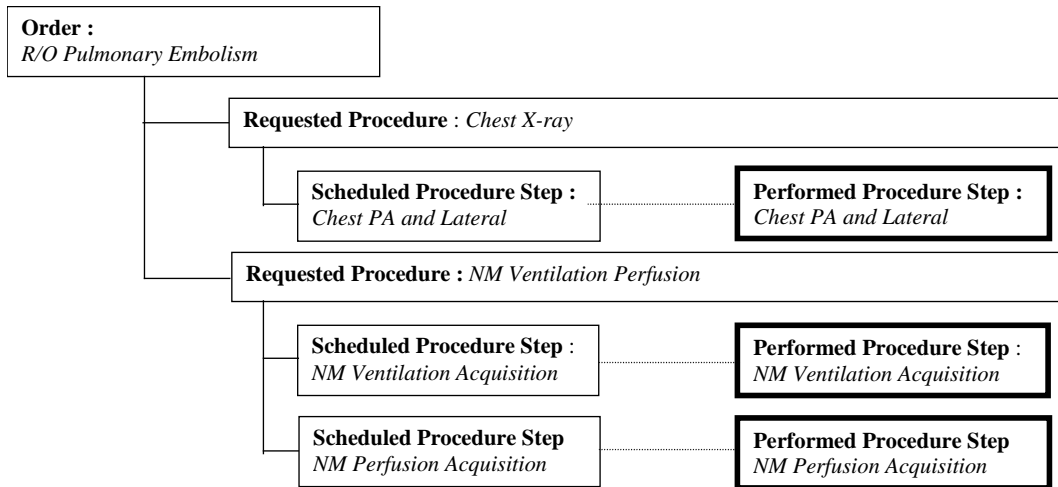 Order :
R/O Pulmonary Embolism
Requested Procedure : Chest X-ray
Scheduled Procedure Step :
Chest PA and Lateral
Performed Procedure Step :
Chest PA and Lateral
Requested Procedure : NM Ventilation Perfusion
Scheduled Procedure Step :
NM Ventilation Acquisition
Performed Procedure Step :
NM Ventilation Acquisition
Scheduled Procedure Step
NM Perfusion Acquisition
Performed Procedure Step
NM Perfusion Acquisition